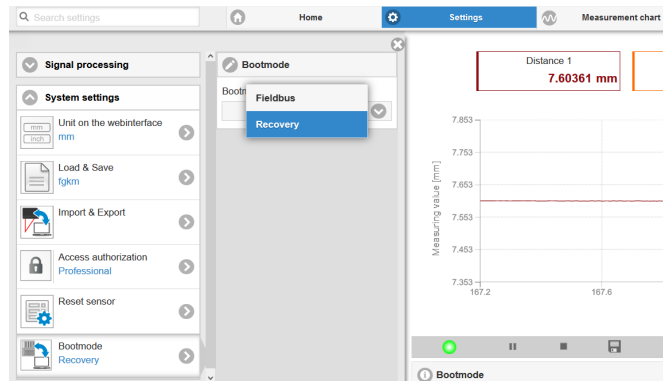 Search settings
Home
Settings
Measurement chart
Signal processing
System settings
Unit on the webinterface
mm
mm
inch
Load & Save
fgkm
Import & Export
Access authorization
Professional
Reset sensor
Bootmode
Recovery
Bootmode
Bootm
Fieldbus
Recovery
Distance 1
7.60361 mm
Measuring value [mm]
7.853
7.753
7.653
7.553
7.453
7.353
167.2
167.6
Bootmode